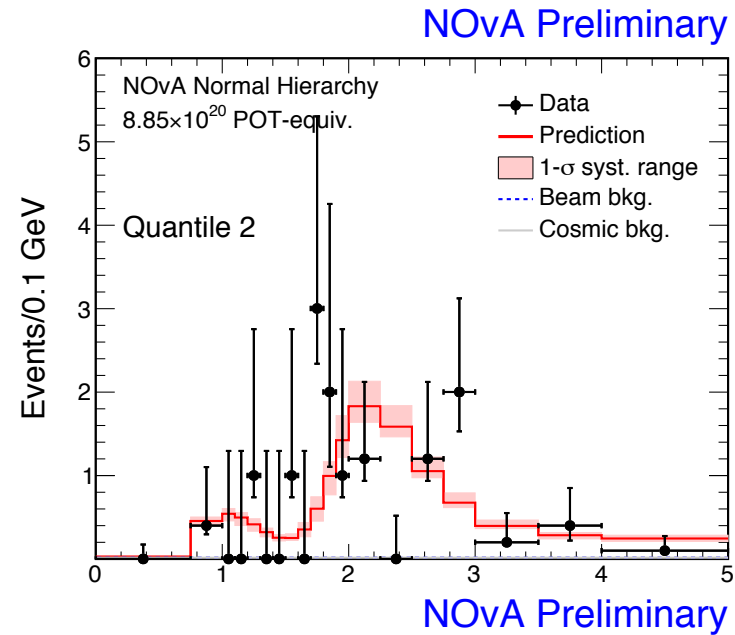 NOvA Preliminary
NOvA Normal Hierarchy
8.85×10²⁰ POT-equiv.
Data
Prediction
1-σ syst. range
Beam bkg.
Cosmic bkg.
Quantile 2
Events/0.1 GeV
6
5
4
3
2
1
0 1 2 3 4 5
NOvA Preliminary